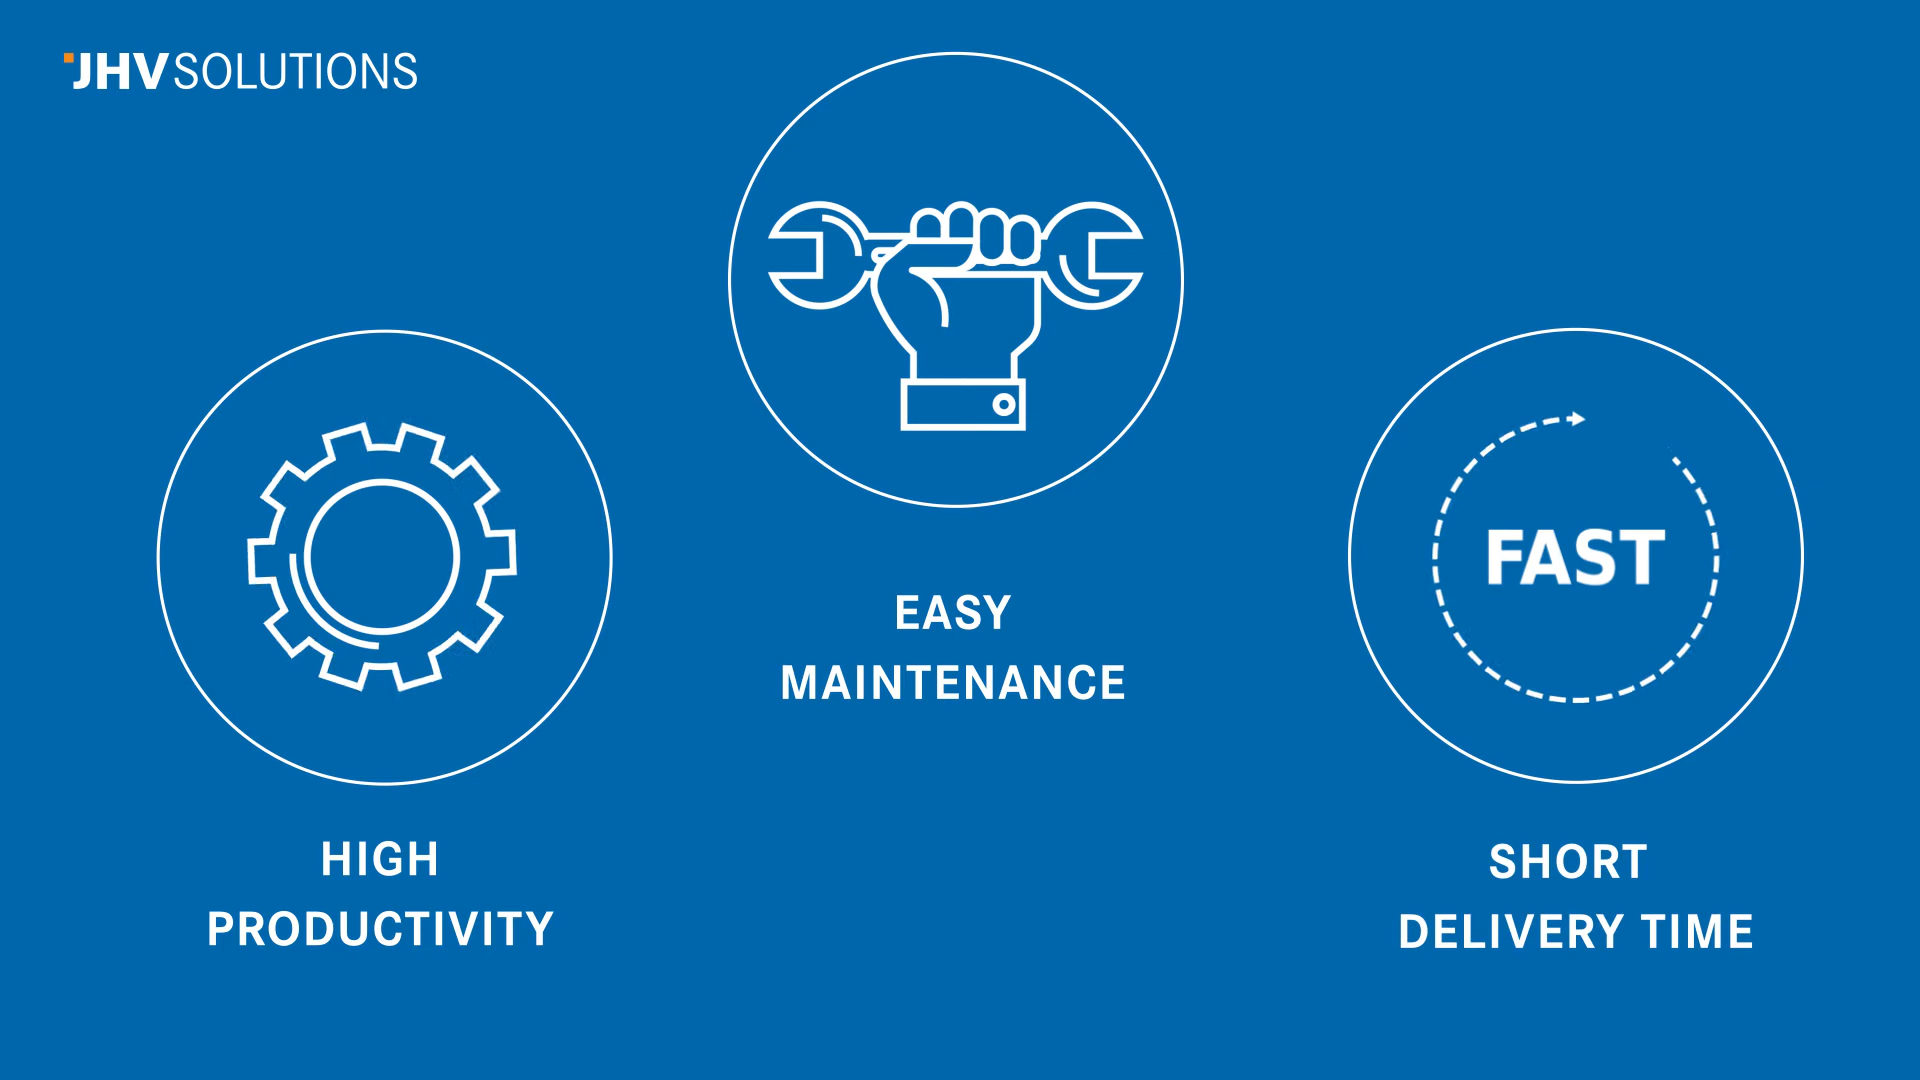 JHVSOLUTIONS
EASY
MAINTENANCE
HIGH
PRODUCTIVITY
FAST
SHORT
DELIVERY TIME